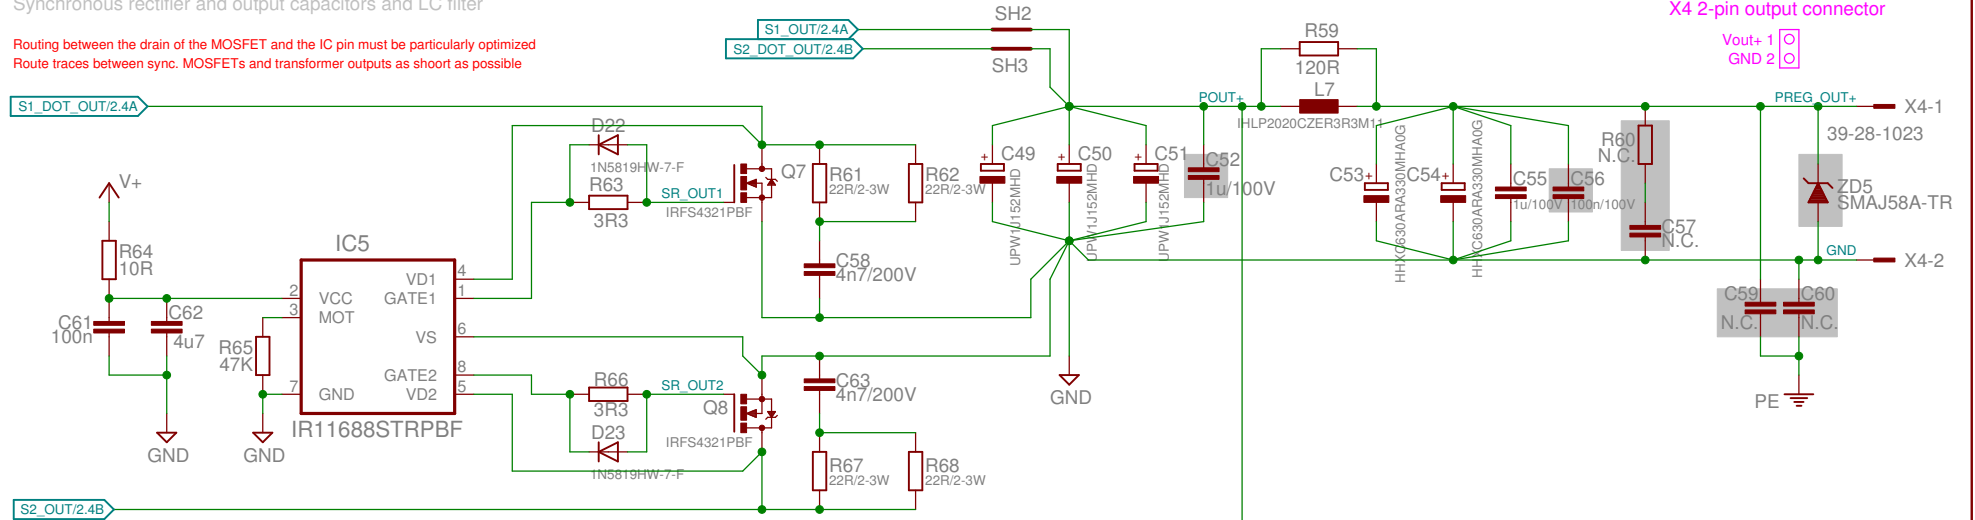 Synchronous rectifier and output capacitors and LC filter
Routing between the drain of the MOSFET and the IC pin must be particularly optimized
Route traces between sync. MOSFETs and transformer outputs as shoort as possible
S1_OUT/2.4A
S2_DOT_OUT/2.4B
SH2
SH3
X4 2-pin output connector
Vout+ 1
GND 2
S1_DOT_OUT/2.4A
D22
1N5819HW-7-F
R63
3R3
SR_OUT1
Q7
IRFS4321PBF
R61
22R/2-3W
R62
22R/2-3W
C58
4n7/200V
C49
UPW1J152MHD
C50
UPW1J152MHD
C51
UPW1J152MHD
C52
1u/100V
POUT+
R59
120R
L7
IHLP2020CZER3R3M11
C53
HHXC630ARA330MHA0G
C54
HHXC630ARA330MHA0G
C55
1u/100V
C56
100n/100V
R60
N.C.
C57
N.C.
PREG_OUT+
X4-1
39-28-1023
ZD5
SMAJ58A-TR
GND
X4-2
C59
N.C.
C60
N.C.
PE
V+
R64
10R
C61
100n
C62
4u7
GND
R65
47K
GND
IC5
2
VCC
3
MOT
7
GND
VD1
4
GATE1
1
VS
6
GATE2
8
VD2
5
IR11688STRPBF
R66
3R3
D23
1N5819HW-7-F
SR_OUT2
Q8
IRFS4321PBF
C63
4n7/200V
R67
22R/2-3W
R68
22R/2-3W
GND
S2_OUT/2.4B